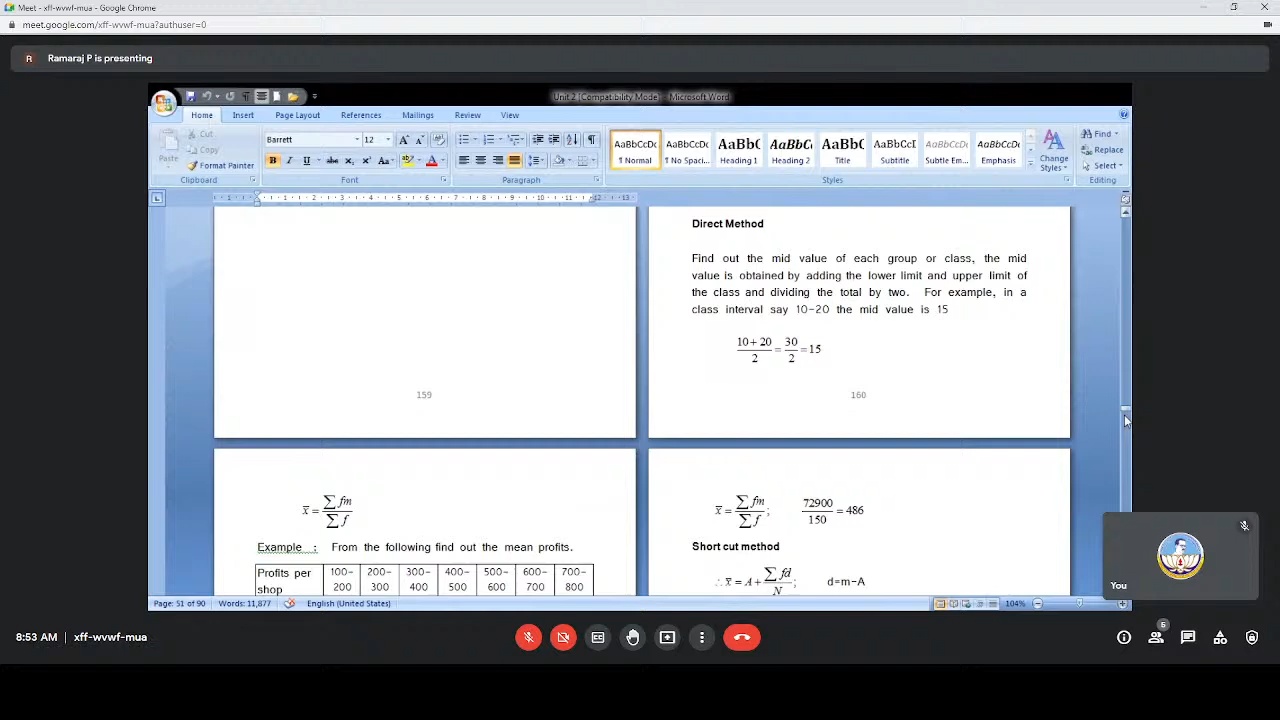 Meet - xff-wvwf-mua - Google Chrome
meet.google.com/xff-wvwf-mua?authuser=0
R Ramaraj P is presenting
Unit 2 [Compatibility Mode] - Microsoft Word
Home Insert Page Layout References Mailings Review View
Cut
Copy
Paste
Format Painter
Clipboard
Barrett 12
Font
Paragraph
AaBbCcDc AaBbCcDc AaBbC AaBbCc AaBb( AaBbCcD AaBbCcDc AaBbCcDc
¶ Normal ¶ No Spaci... Heading 1 Heading 2 Title Subtitle Subtle Em... Emphasis
Change Styles
Styles
Find
Replace
Select
Editing
159
Direct Method
Find out the mid value of each group or class, the mid
value is obtained by adding the lower limit and upper limit of
the class and dividing the total by two. For example, in a
class interval say 10-20 the mid value is 15
10+20/2 = 30/2 = 15
160
x̄ = ∑fm/∑f
Example : From the following find out the mean profits.
Profits per shop 100-200 200-300 300-400 400-500 500-600 600-700 700-800
x̄ = ∑fm/∑f; 72900/150 = 486
Short cut method
∴ x̄ = A + ∑fd/N; d=m-A
You
Page: 51 of 90 Words: 11,877 English (United States) 104%
8:53 AM | xff-wvwf-mua
5